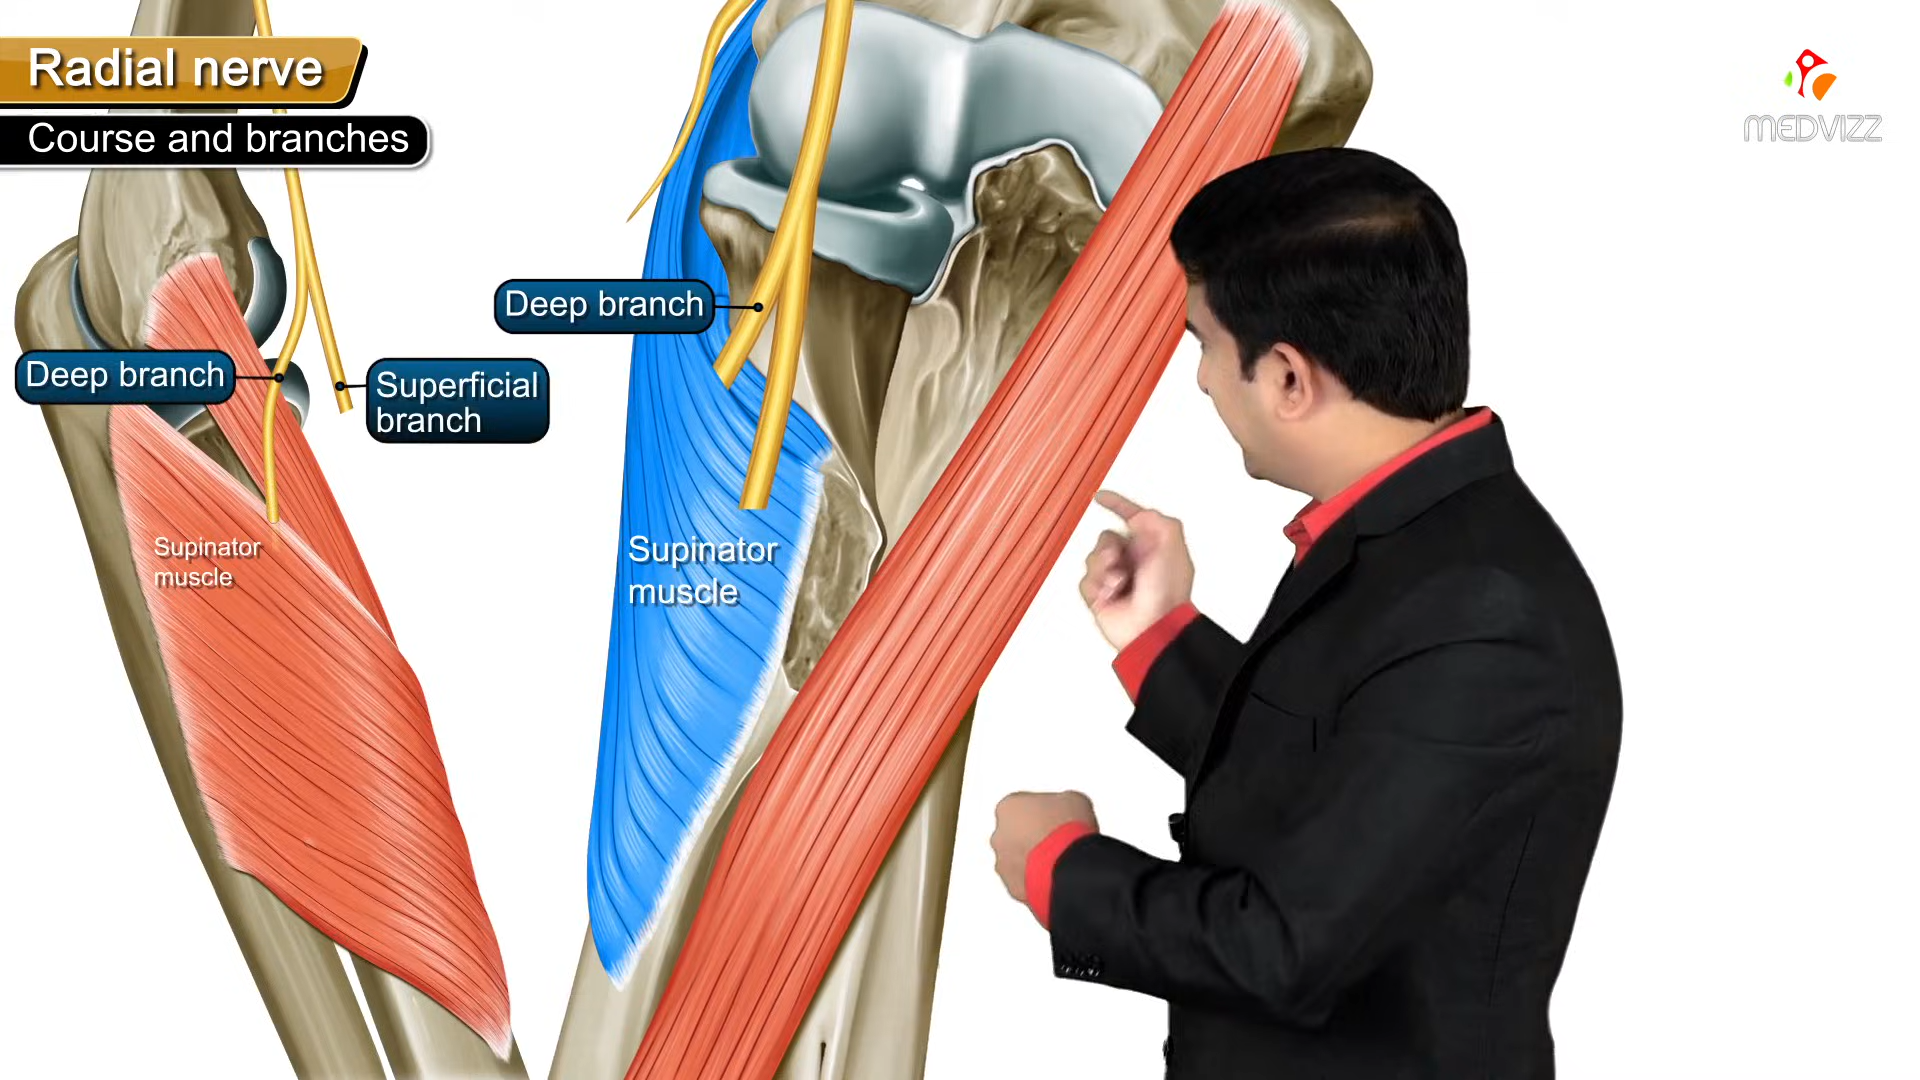 Radial nerve
Course and branches
MEDVIZZ
Deep branch
Deep branch
Superficial
branch
Supinator
muscle
Supinator
muscle